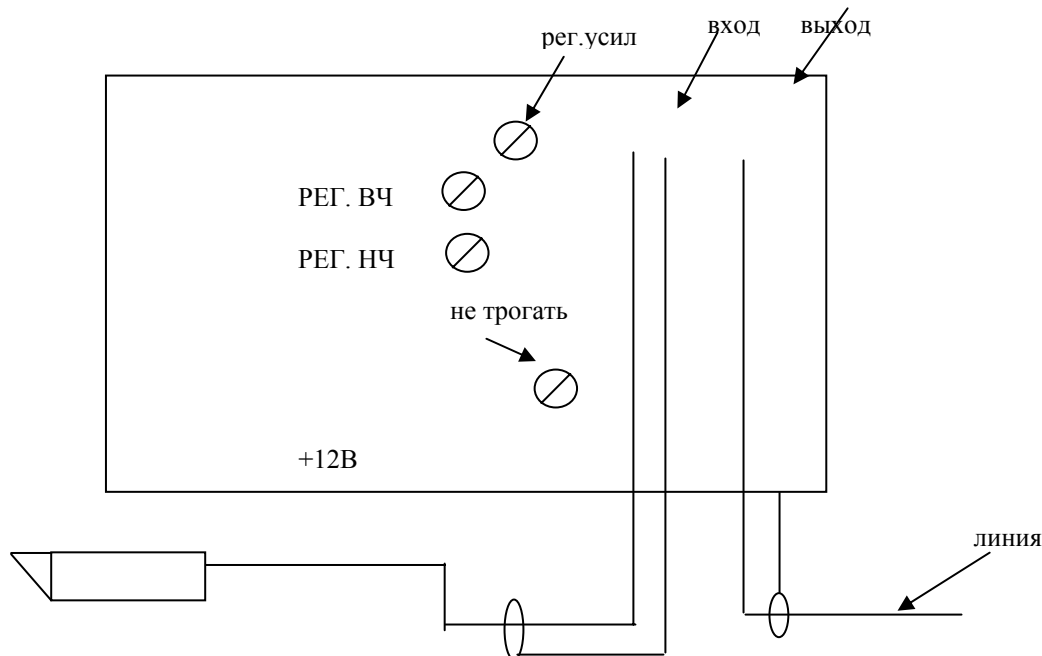 вход выход
рег.усил
РЕГ. ВЧ
РЕГ. НЧ
не трогать
+12В
линия